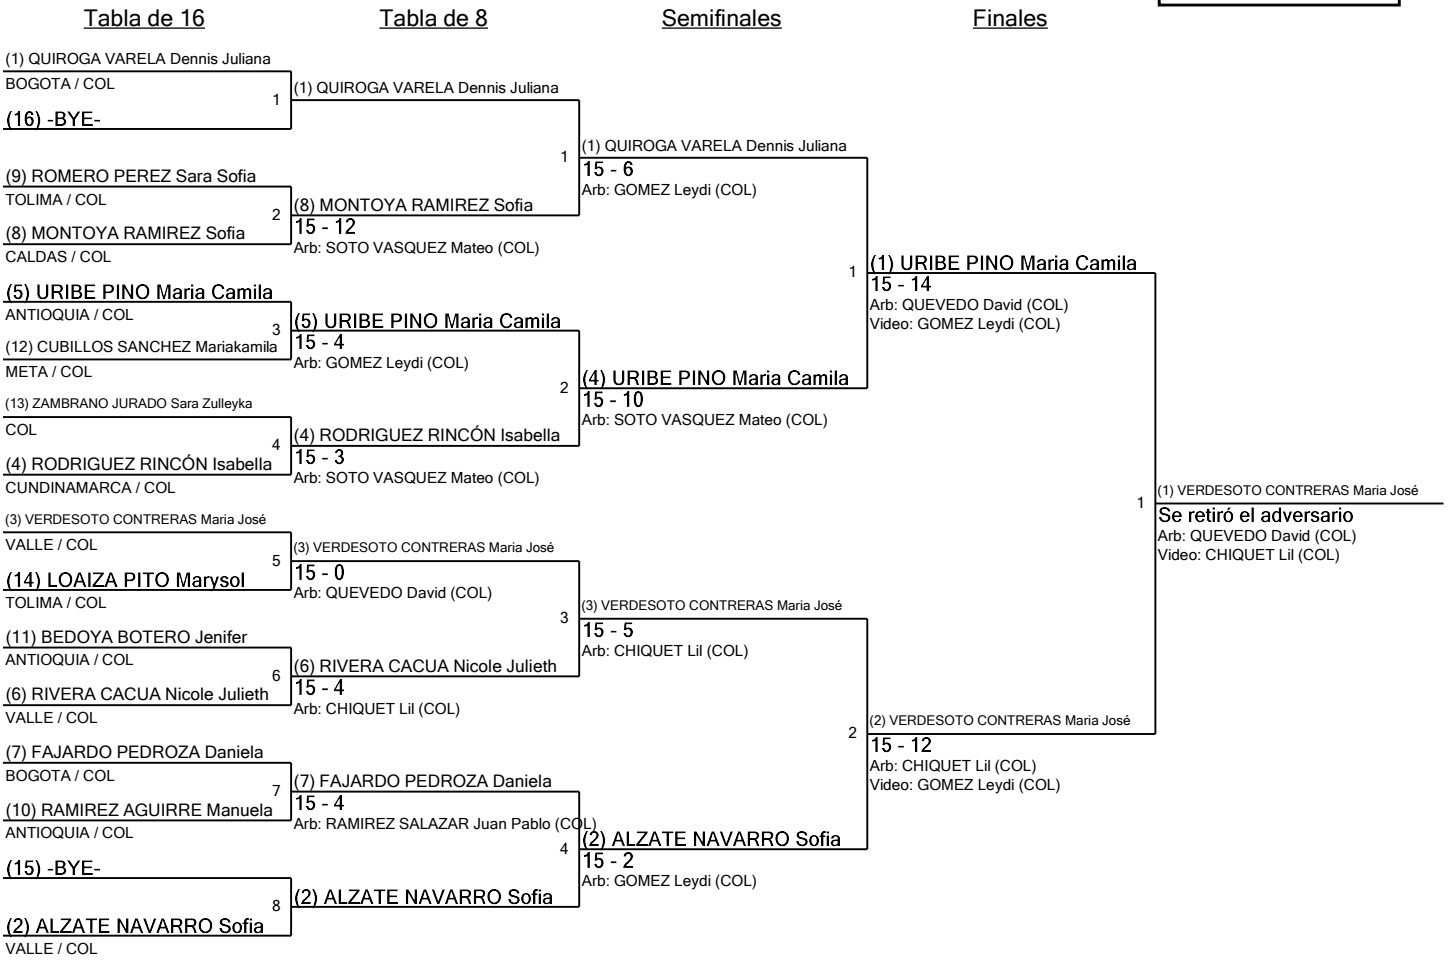 Tabla de 16
Tabla de 8
Semifinales
Finales
(1) QUIROGA VARELA Dennis Juliana
BOGOTA / COL
1
(16) -BYE-
(9) ROMERO PEREZ Sara Sofia
TOLIMA / COL
2
(8) MONTOYA RAMIREZ Sofia
CALDAS / COL
(5) URIBE PINO Maria Camila
ANTIOQUIA / COL
3
(12) CUBILLOS SANCHEZ Mariakamila
META / COL
(13) ZAMBRANO JURADO Sara Zulleyka
COL
4
(4) RODRIGUEZ RINCÓN Isabella
CUNDINAMARCA / COL
(3) VERDESOTO CONTRERAS Maria José
VALLE / COL
5
(14) LOAIZA PITO Marysol
TOLIMA / COL
(11) BEDOYA BOTERO Jenifer
ANTIOQUIA / COL
6
(6) RIVERA CACUA Nicole Julieth
VALLE / COL
(7) FAJARDO PEDROZA Daniela
BOGOTA / COL
7
(10) RAMIREZ AGUIRRE Manuela
ANTIOQUIA / COL
(15) -BYE-
8
(2) ALZATE NAVARRO Sofia
VALLE / COL
(1) QUIROGA VARELA Dennis Juliana
1
(8) MONTOYA RAMIREZ Sofia
15 - 12
Arb: SOTO VASQUEZ Mateo (COL)
(5) URIBE PINO Maria Camila
15 - 4
Arb: GOMEZ Leydi (COL)
2
(4) RODRIGUEZ RINCÓN Isabella
15 - 3
Arb: SOTO VASQUEZ Mateo (COL)
(3) VERDESOTO CONTRERAS Maria José
15 - 0
Arb: QUEVEDO David (COL)
3
(6) RIVERA CACUA Nicole Julieth
15 - 4
Arb: CHIQUET Lil (COL)
(7) FAJARDO PEDROZA Daniela
15 - 4
Arb: RAMIREZ SALAZAR Juan Pablo (COL)
4
(2) ALZATE NAVARRO Sofia
(1) QUIROGA VARELA Dennis Juliana
15 - 6
Arb: GOMEZ Leydi (COL)
1
(4) URIBE PINO Maria Camila
15 - 10
Arb: SOTO VASQUEZ Mateo (COL)
(3) VERDESOTO CONTRERAS Maria José
15 - 5
Arb: CHIQUET Lil (COL)
2
(2) ALZATE NAVARRO Sofia
15 - 2
Arb: GOMEZ Leydi (COL)
(1) URIBE PINO Maria Camila
15 - 14
Arb: QUEVEDO David (COL)
Video: GOMEZ Leydi (COL)
1
(2) VERDESOTO CONTRERAS Maria José
15 - 12
Arb: CHIQUET Lil (COL)
Video: GOMEZ Leydi (COL)
(1) VERDESOTO CONTRERAS Maria José
Se retiró el adversario
Arb: QUEVEDO David (COL)
Video: CHIQUET Lil (COL)